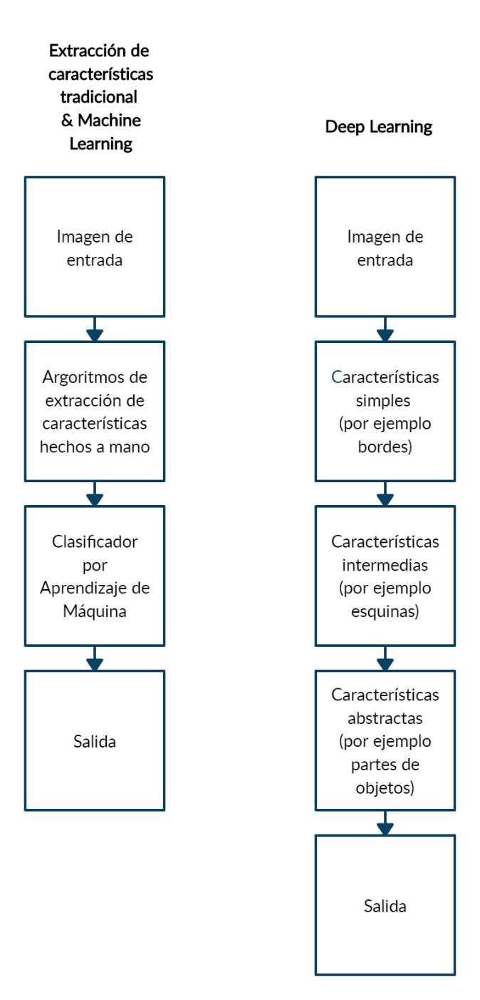 Extracción de
características
tradicional
& Machine
Learning
Imagen de
entrada
Argoritmos de
extracción de
características
hechos a mano
Clasificador
por
Aprendizaje de
Máquina
Salida
Deep Learning
Imagen de
entrada
Características
simples
(por ejemplo
bordes)
Características
intermedias
(por ejemplo
esquinas)
Características
abstractas
(por ejemplo
partes de
objetos)
Salida